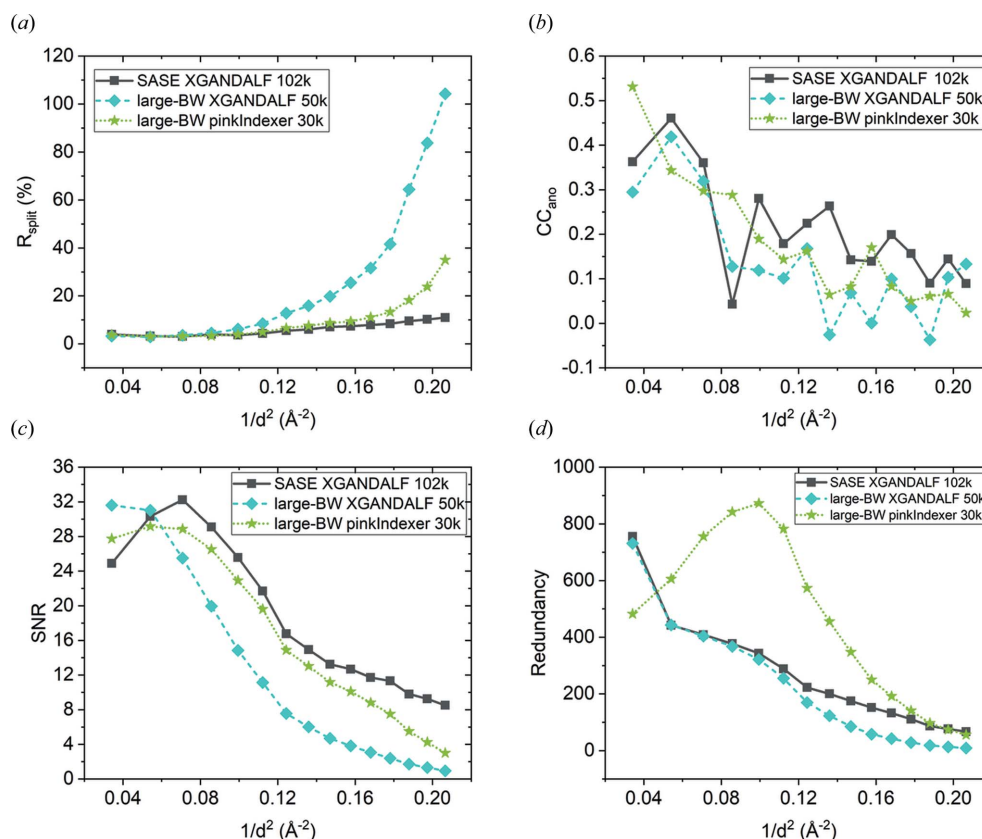 (a)
120
100
80
60
40
20
0
R_split (%)
SASE XGANDALF 102k
large-BW XGANDALF 50k
large-BW pinkIndexer 30k
0.04 0.08 0.12 0.16 0.20
1/d² (Å⁻²)
(b)
0.6
0.5
0.4
0.3
0.2
0.1
0.0
-0.1
CC_ano
SASE XGANDALF 102k
large-BW XGANDALF 50k
large-BW pinkIndexer 30k
0.04 0.08 0.12 0.16 0.20
1/d² (Å⁻²)
(c)
36
32
28
24
20
16
12
8
4
0
SNR
SASE XGANDALF 102k
large-BW XGANDALF 50k
large-BW pinkIndexer 30k
0.04 0.08 0.12 0.16 0.20
1/d² (Å⁻²)
(d)
1000
800
600
400
200
0
Redundancy
SASE XGANDALF 102k
large-BW XGANDALF 50k
large-BW pinkIndexer 30k
0.04 0.08 0.12 0.16 0.20
1/d² (Å⁻²)